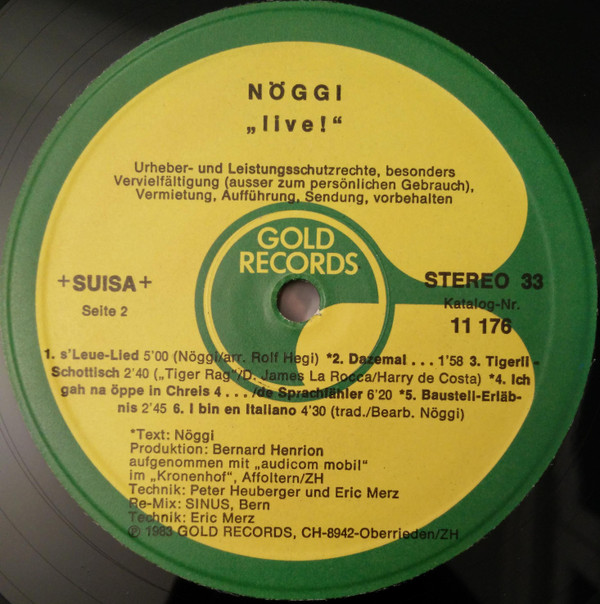 NÖGGI
„live!“
Urheber- und Leistungsschutzrechte, besonders
Vervielfältigung (ausser zum persönlichen Gebrauch),
Vermietung, Aufführung, Sendung, vorbehalten
GOLD
RECORDS
+SUISA+
Seite 2
STEREO 33
Katalog-Nr.
11 176
1. s'Leue-Lied 5'00 (Nöggi/arr. Rolf Hegi) *2. Dazemal . . . 1'58 3. Tigerli-
Schottisch 2'40 („Tiger Rag“/D. James La Rocca/Harry de Costa) *4. Ich
gah na öppe in Chreis 4 . . ./de Sprachfähler 6'20 *5. Baustell-Erläb-
nis 2'45 6. I bin en Italiano 4'30 (trad./Bearb. Nöggi)
*Text: Nöggi
Produktion: Bernard Henrion
aufgenommen mit „audicom mobil“
im „Kronenhof“, Affoltern/ZH
Technik: Peter Heuberger und Eric Merz
Re-Mix: SINUS, Bern
Technik: Eric Merz
℗ 1983 GOLD RECORDS, CH-8942-Oberrieden/ZH